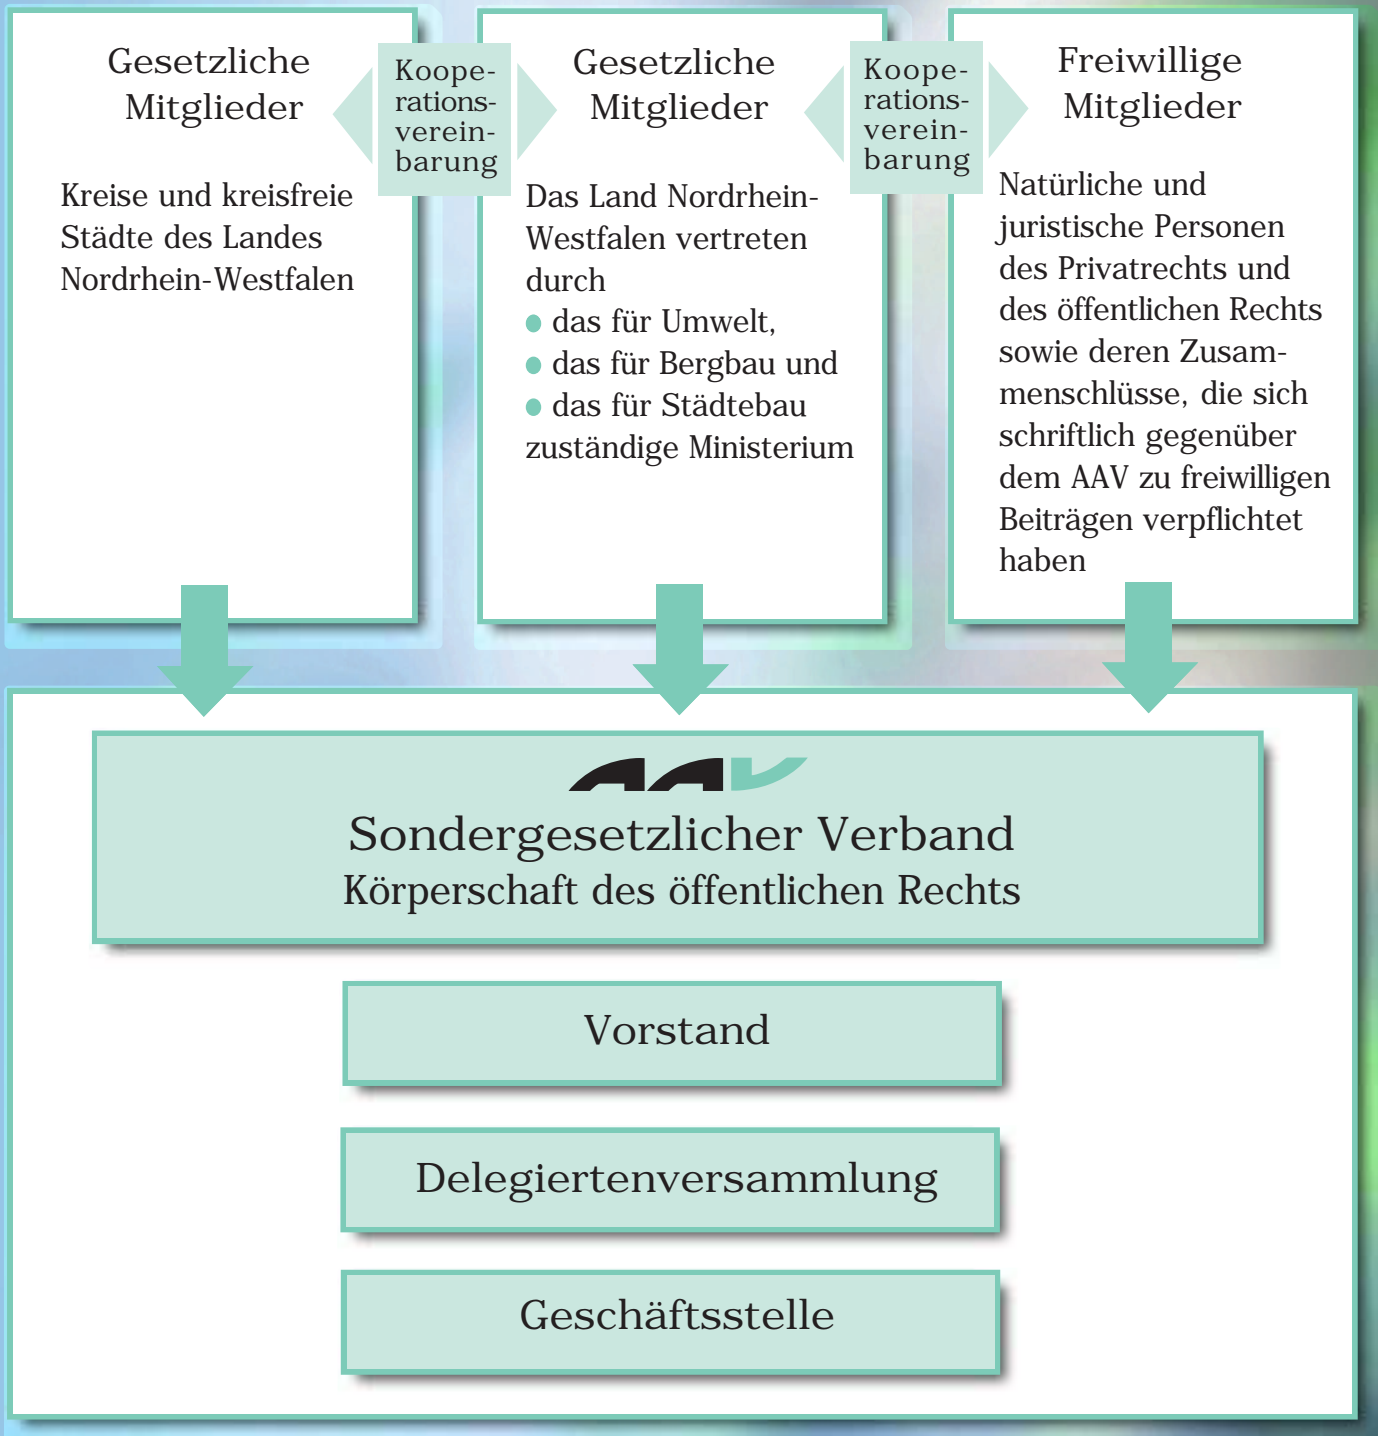 Gesetzliche
Mitglieder
Kreise und kreisfreie
Städte des Landes
Nordrhein-Westfalen
Koope-
rations-
verein-
barung
Gesetzliche
Mitglieder
Das Land Nordrhein-
Westfalen vertreten
durch
● das für Umwelt,
● das für Bergbau und
● das für Städtebau
zuständige Ministerium
Koope-
rations-
verein-
barung
Freiwillige
Mitglieder
Natürliche und
juristische Personen
des Privatrechts und
des öffentlichen Rechts
sowie deren Zusam-
menschlüsse, die sich
schriftlich gegenüber
dem AAV zu freiwilligen
Beiträgen verpflichtet
haben
AAV
Sondergesetzlicher Verband
Körperschaft des öffentlichen Rechts
Vorstand
Delegiertenversammlung
Geschäftsstelle